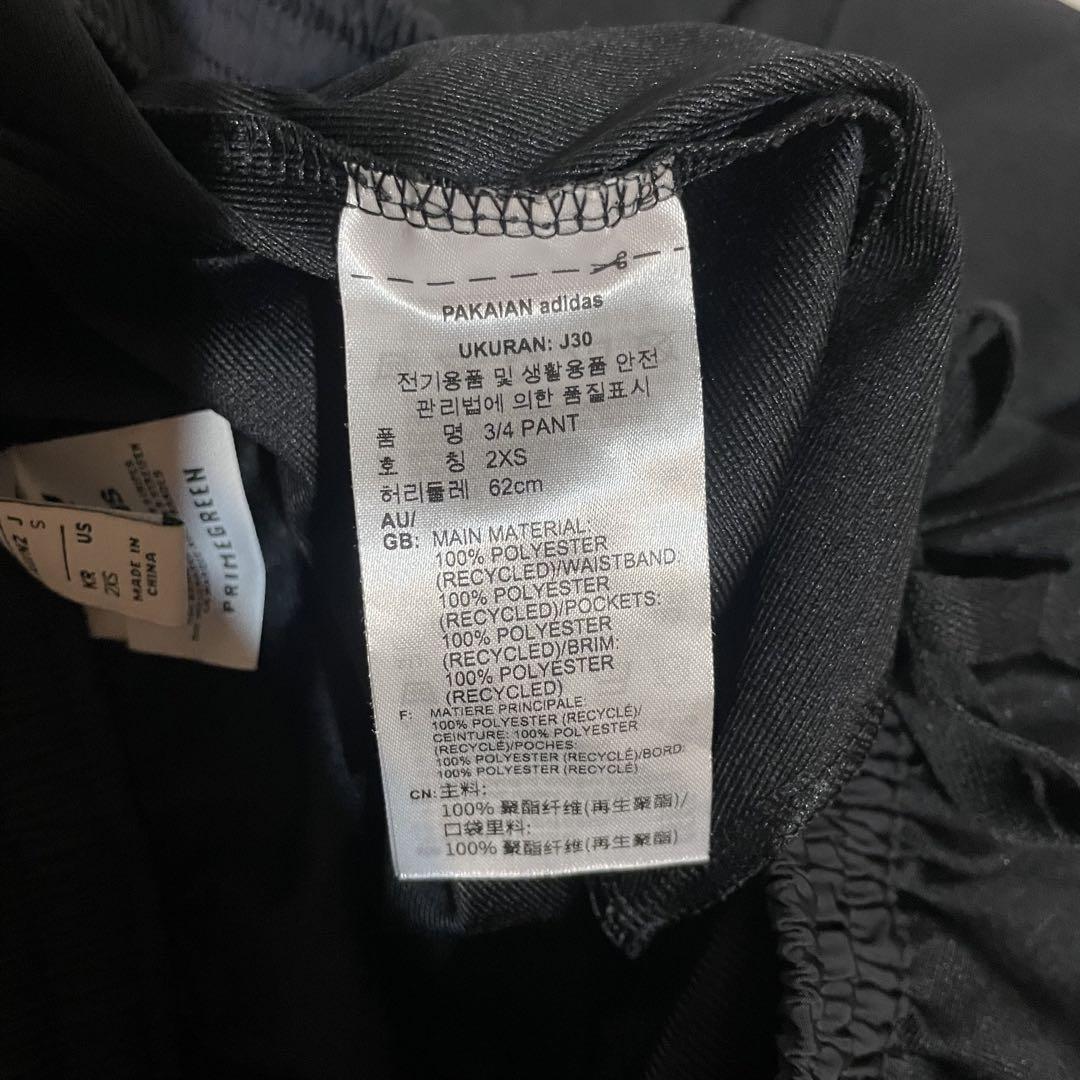 PAKAIAN adidas
UKURAN: J30
전기용품 및 생활용품 안전
관리법에 의한 품질표시
품 명 3/4 PANT
호 칭 2XS
허리둘레 62cm
AU/
GB: MAIN MATERIAL:
100% POLYESTER
(RECYCLED)/WAISTBAND:
100% POLYESTER
(RECYCLED)/POCKETS:
100% POLYESTER
(RECYCLED)/BRIM:
100% POLYESTER
(RECYCLED)
F: MATIERE PRINCIPALE:
100% POLYESTER (RECYCLÉ)/
CEINTURE: 100% POLYESTER
(RECYCLÉ)/POCHES:
100% POLYESTER (RECYCLÉ)/BORD:
100% POLYESTER (RECYCLÉ)
CN: 主料:
100% 聚酯纤维(再生聚酯)/
口袋里料:
100% 聚酯纤维(再生聚酯)
PRIMEGREEN
J
S
US
KR
2XS
MADE IN
CHINA